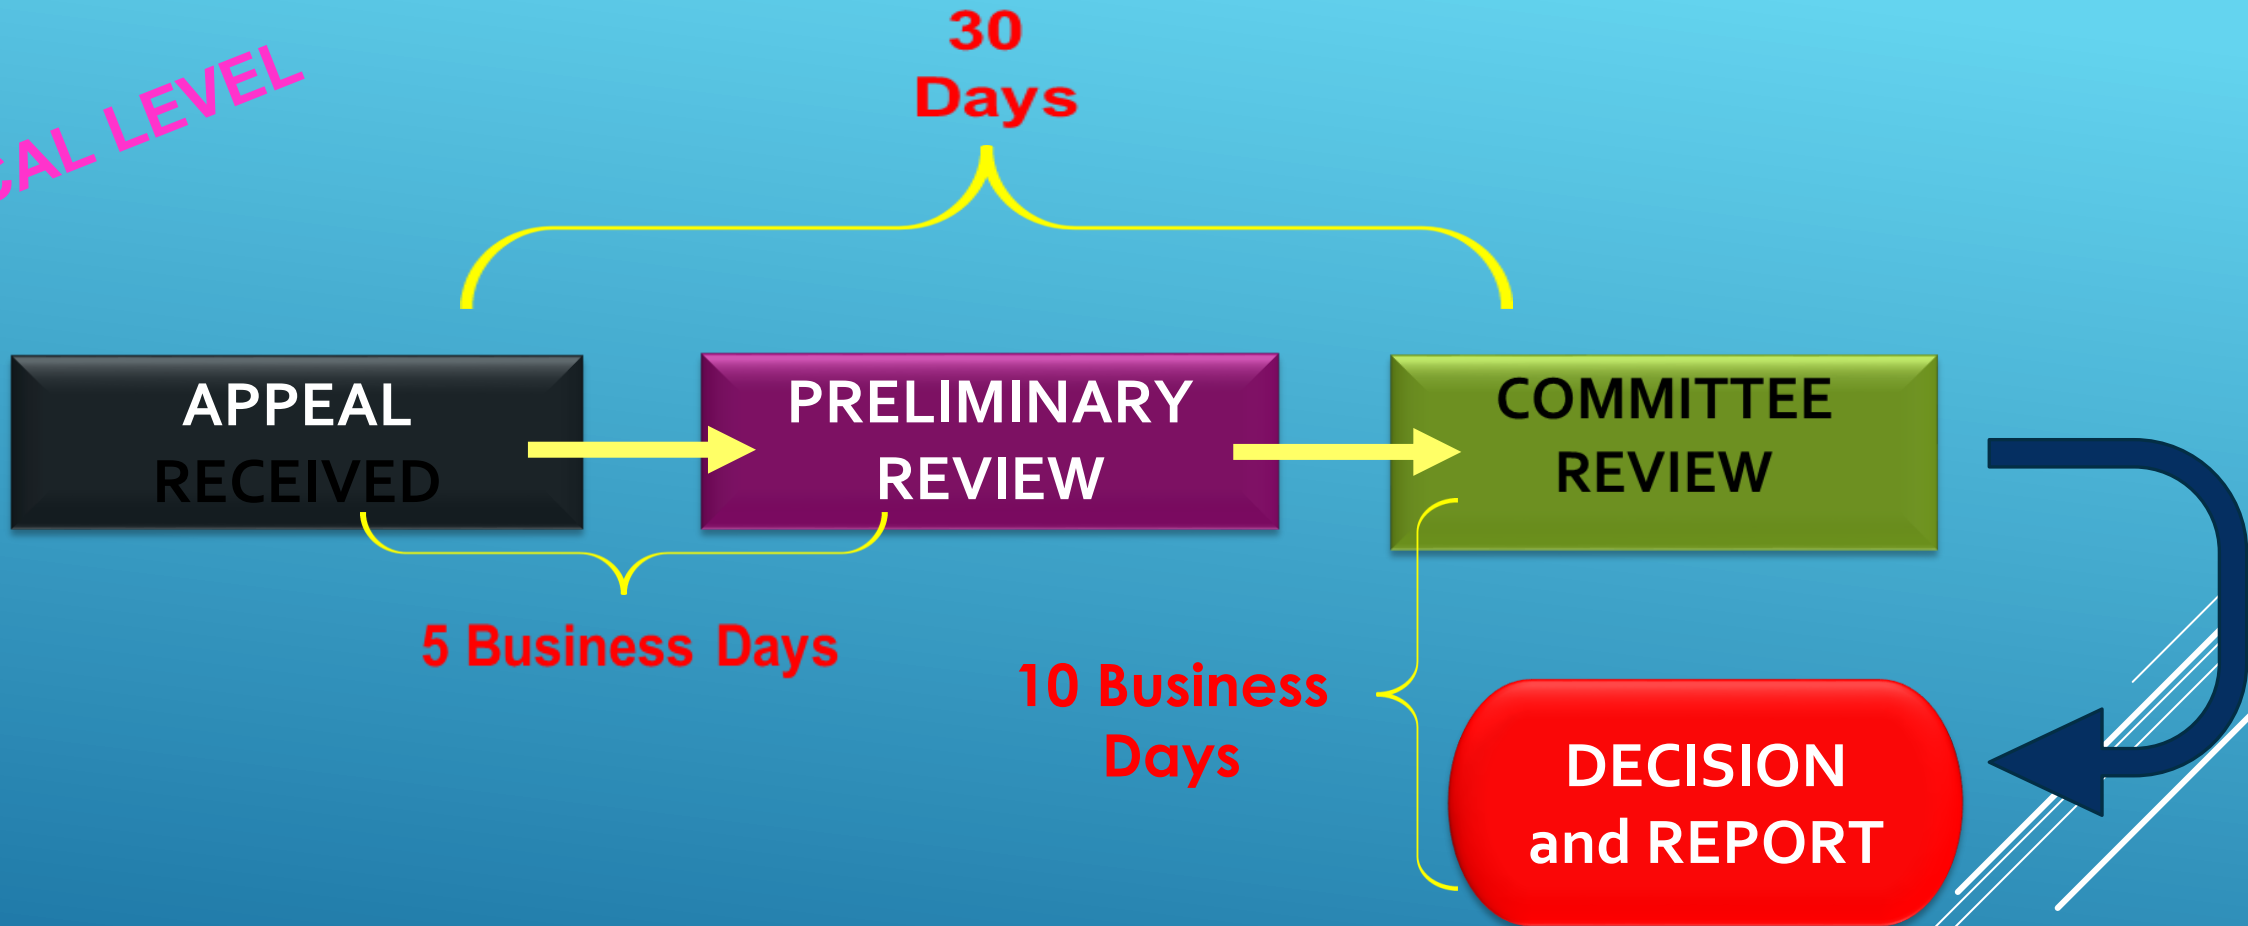 30
Days
CAL LEVEL
APPEAL
RECEIVED
PRELIMINARY
REVIEW
COMMITTEE
REVIEW
5 Business Days
10 Business
Days
DECISION
and REPORT